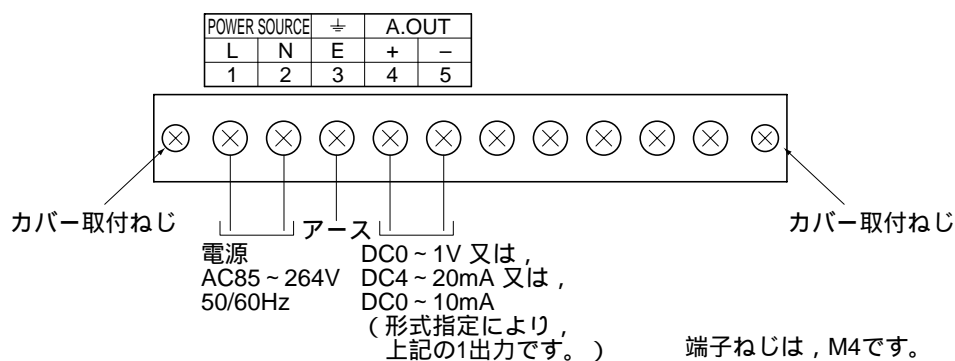 POWER SOURCE ⏚ A.OUT
L N E + –
1 2 3 4 5
カバー取付ねじ
カバー取付ねじ
アース
電源
AC85～264V
50/60Hz
DC0～1V 又は，
DC4～20mA 又は，
DC0～10mA
（形式指定により，
上記の1出力です。）
端子ねじは，M4です。